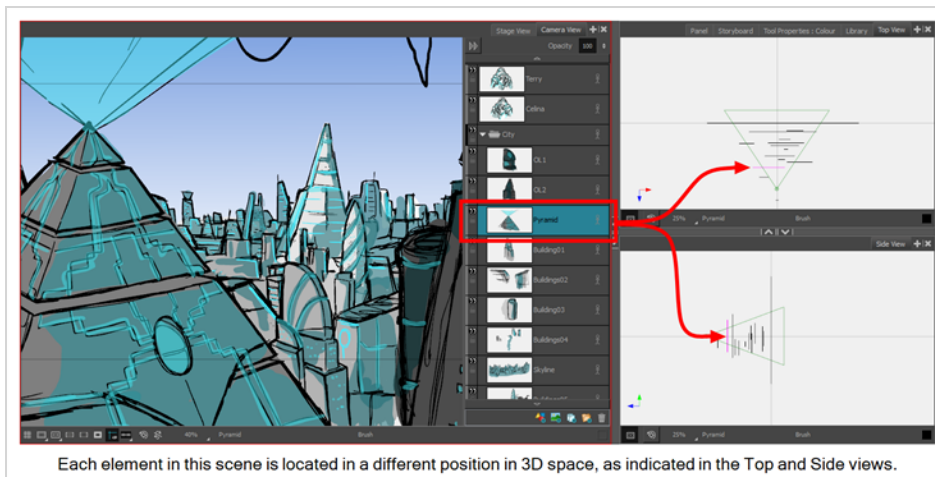 Stage View Camera View
Opacity 100
Terry
Celina
City
OL1
OL2
Pyramid
Buildings01
Buildings02
Buildings03
Buildings04
Skyline
40% Pyramid Brush
Panel Storyboard Tool Properties : Colour Library Top View
25% Pyramid Brush
Side View
25% Pyramid Brush
Each element in this scene is located in a different position in 3D space, as indicated in the Top and Side views.